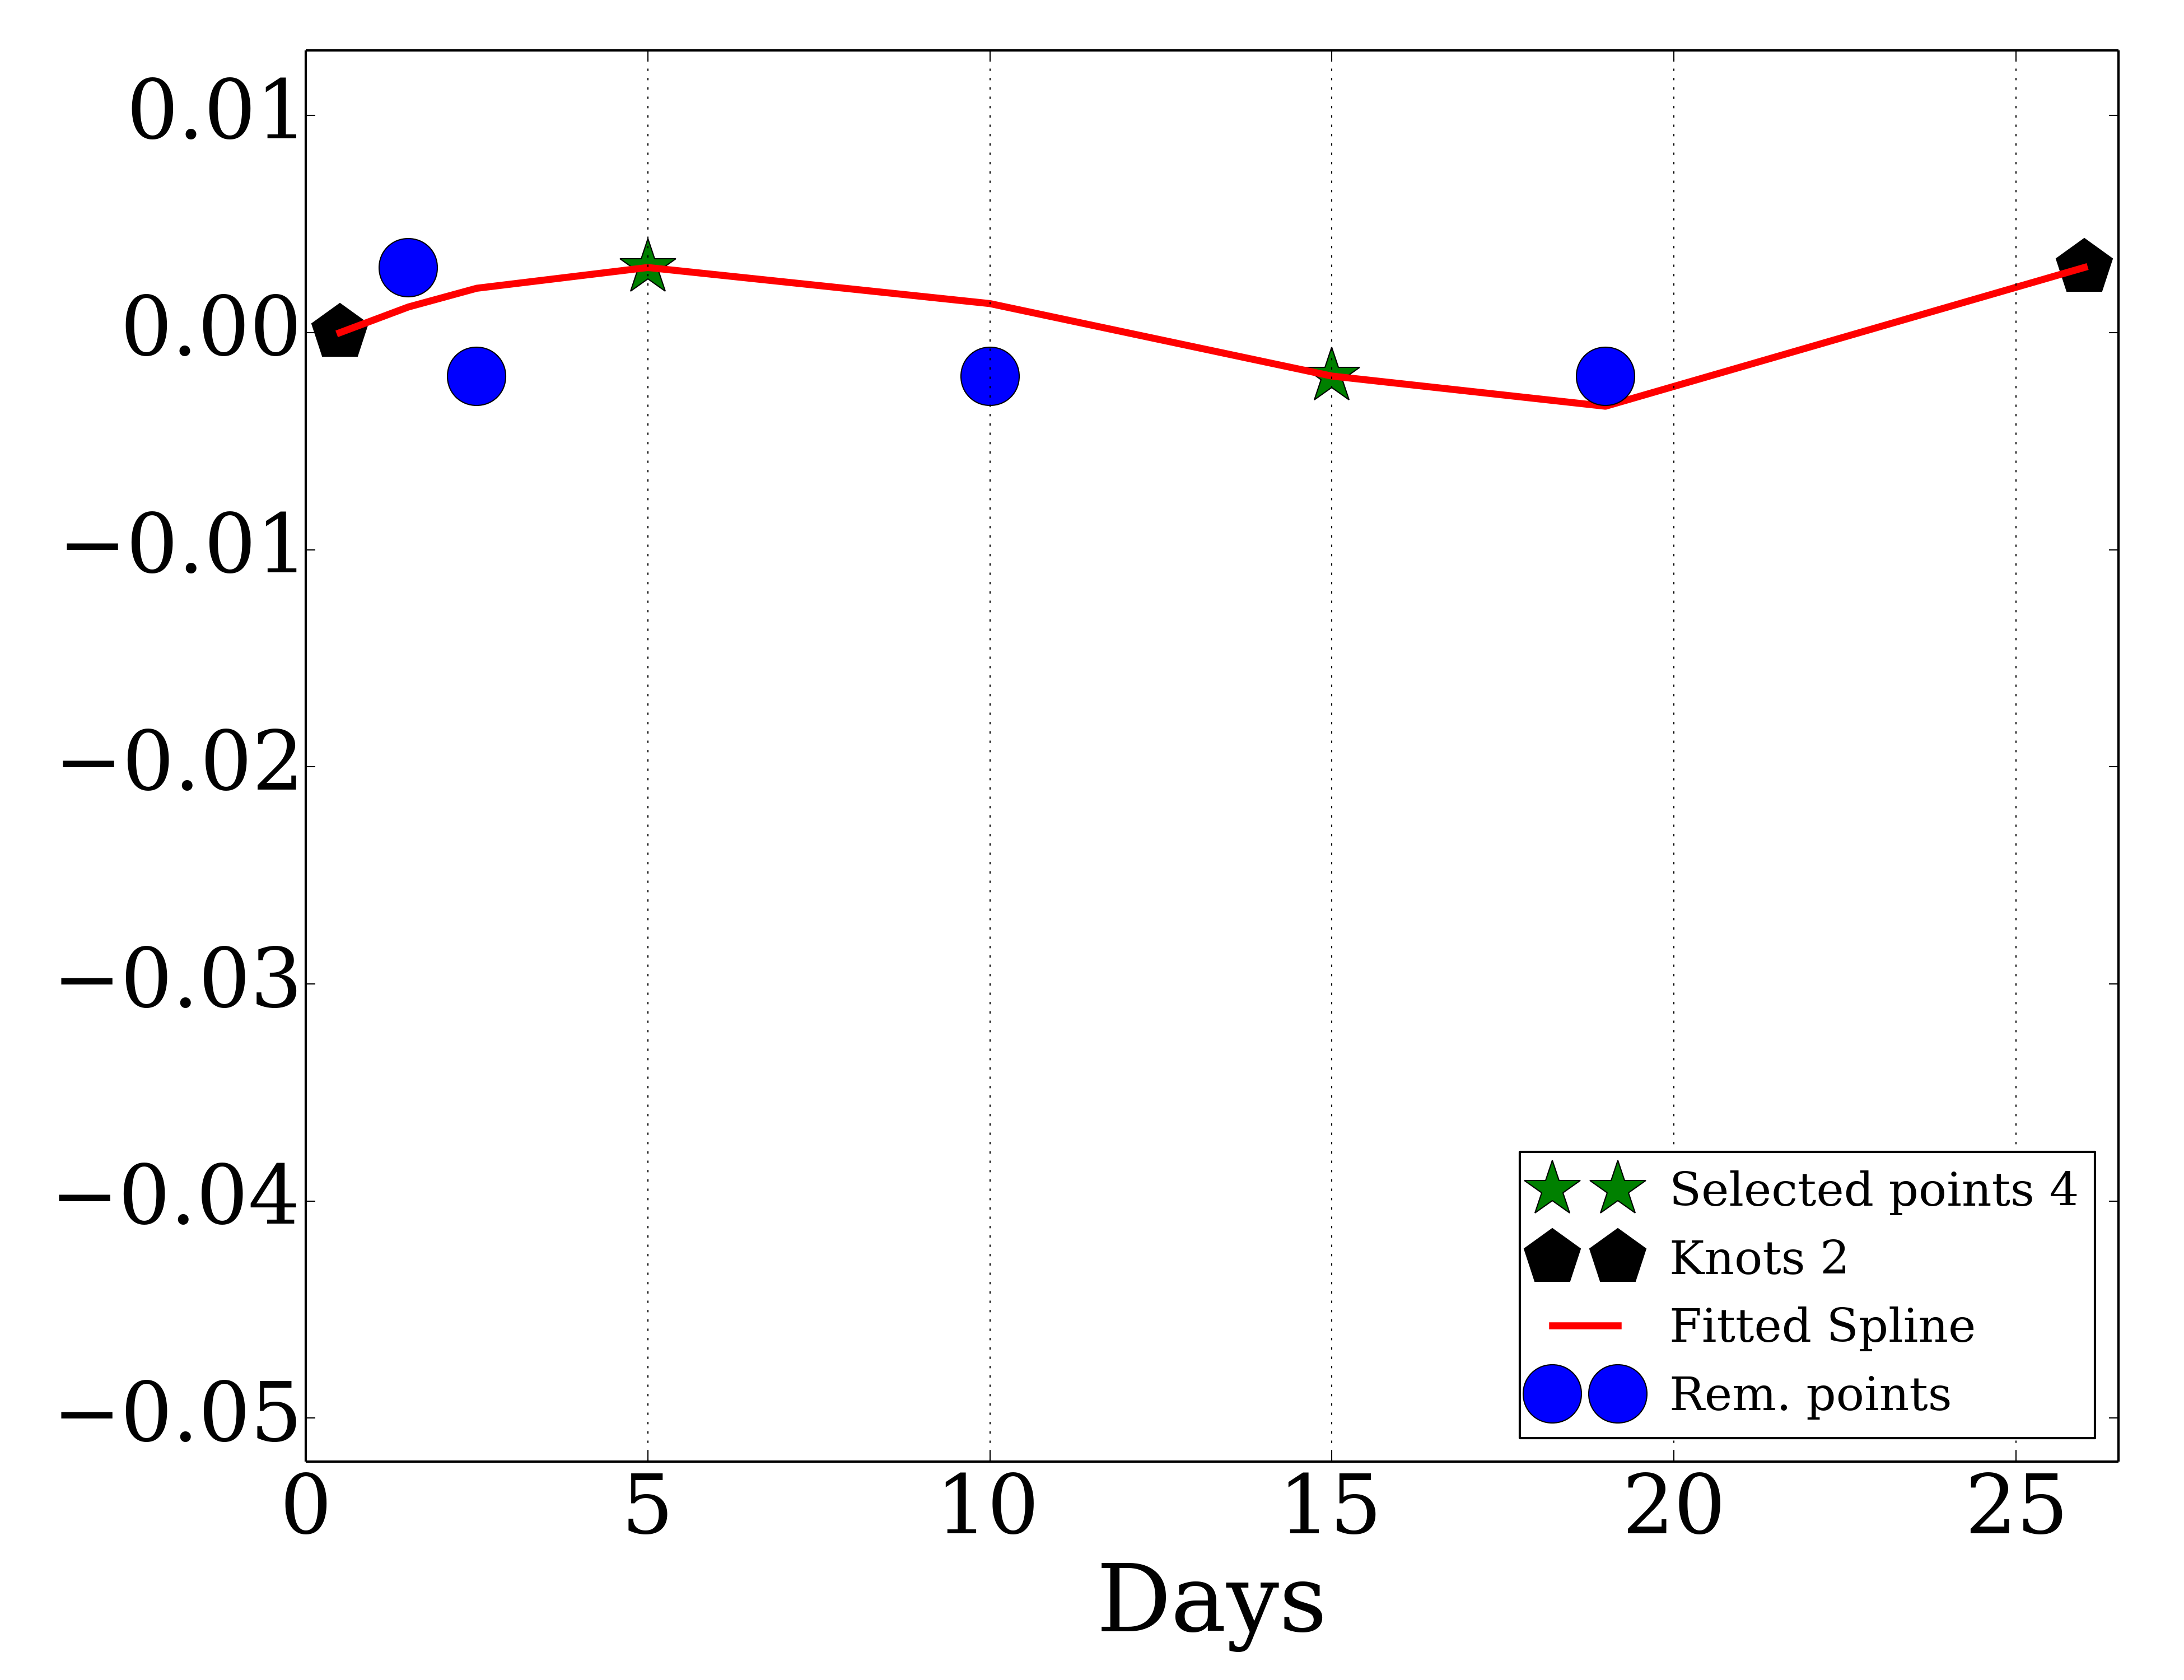 0.01
0.00
−0.01
−0.02
−0.03
−0.04
−0.05
0 5 10 15 20 25
Days
Selected points 4
Knots 2
Fitted Spline
Rem. points